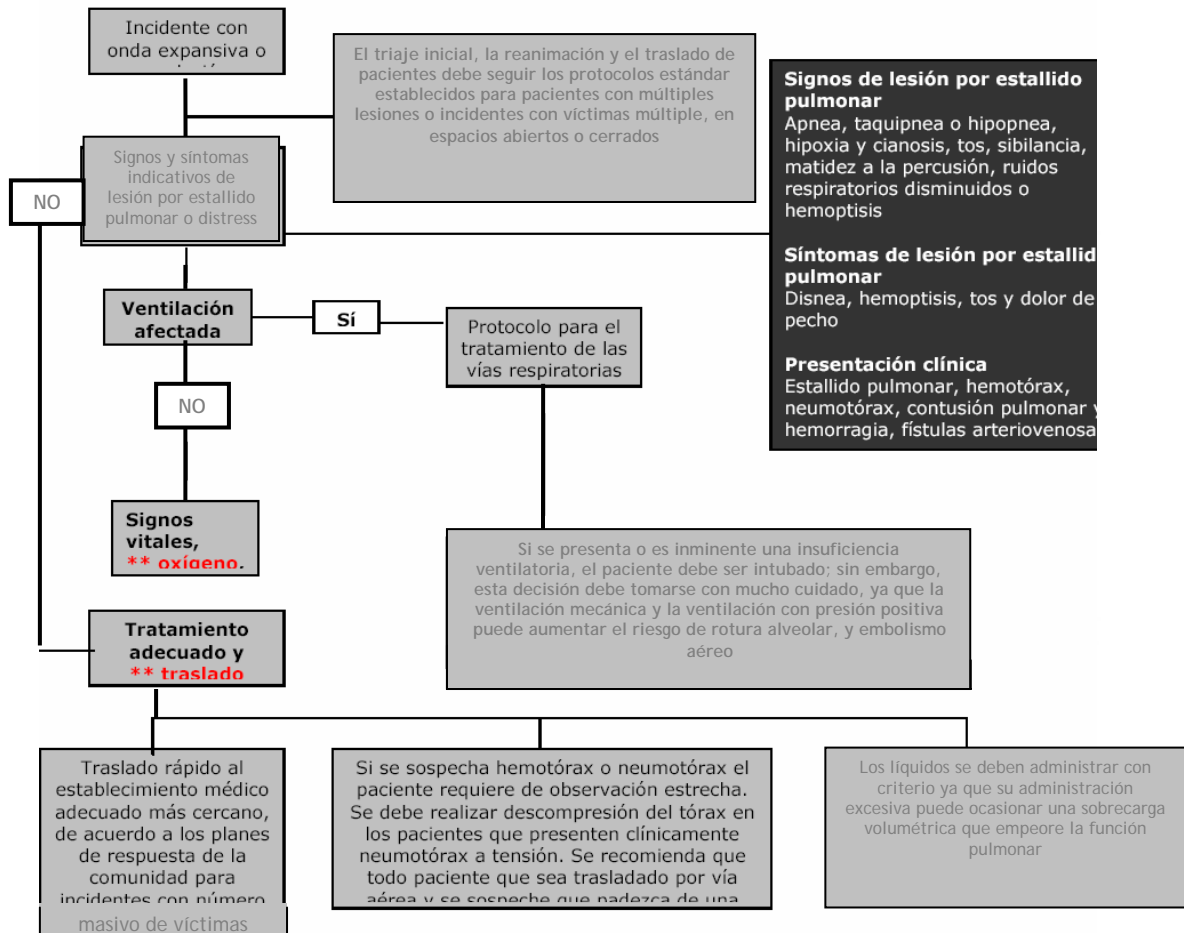 Incidente con
onda expansiva o
El triaje inicial, la reanimación y el traslado de
pacientes debe seguir los protocolos estándar
establecidos para pacientes con múltiples
lesiones o incidentes con víctimas múltiple, en
espacios abiertos o cerrados
Signos de lesión por estallido
pulmonar
Apnea, taquipnea o hipopnea,
hipoxia y cianosis, tos, sibilancia,
matidez a la percusión, ruidos
respiratorios disminuidos o
hemoptisis
Síntomas de lesión por estallid
pulmonar
Disnea, hemoptisis, tos y dolor de
pecho
Presentación clínica
Estallido pulmonar, hemotórax,
neumotórax, contusión pulmonar y
hemorragia, fístulas arteriovenosa
Signos y síntomas
indicativos de
lesión por estallido
pulmonar o distress
NO
Ventilación
afectada
Sí
Protocolo para el
tratamiento de las
vías respiratorias
NO
Signos
vitales,
** oxígeno.
Si se presenta o es inminente una insuficiencia
ventilatoria, el paciente debe ser intubado; sin embargo,
esta decisión debe tomarse con mucho cuidado, ya que la
ventilación mecánica y la ventilación con presión positiva
puede aumentar el riesgo de rotura alveolar, y embolismo
aéreo
Tratamiento
adecuado y
** traslado
Traslado rápido al
establecimiento médico
adecuado más cercano,
de acuerdo a los planes
de respuesta de la
comunidad para
incidentes con número
masivo de víctimas
Si se sospecha hemotórax o neumotórax el
paciente requiere de observación estrecha.
Se debe realizar descompresión del tórax en
los pacientes que presenten clínicamente
neumotórax a tensión. Se recomienda que
todo paciente que sea trasladado por vía
aérea y se sospeche que padezca de una
Los líquidos se deben administrar con
criterio ya que su administración
excesiva puede ocasionar una sobrecarga
volumétrica que empeore la función
pulmonar